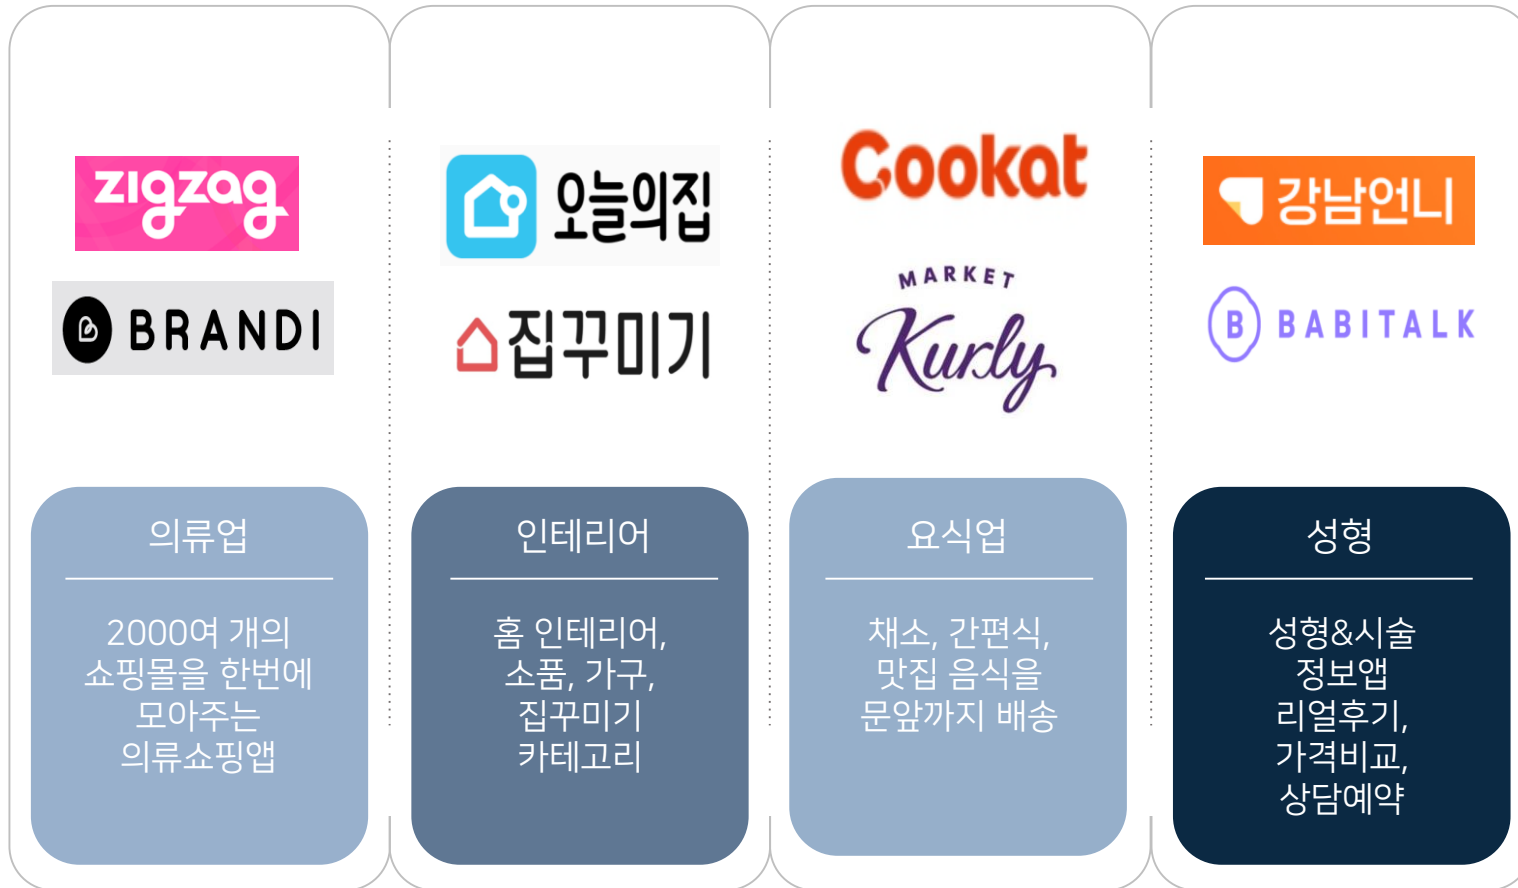 zigzag
BRANDI
의류업
2000여 개의
쇼핑몰을 한번에
모아주는
의류쇼핑앱
오늘의집
집꾸미기
인테리어
홈 인테리어,
소품, 가구,
집꾸미기
카테고리
Cookat
MARKET
Kurly
요식업
채소, 간편식,
맛집 음식을
문앞까지 배송
강남언니
B BABITALK
성형
성형&시술
정보앱
리얼후기,
가격비교,
상담예약